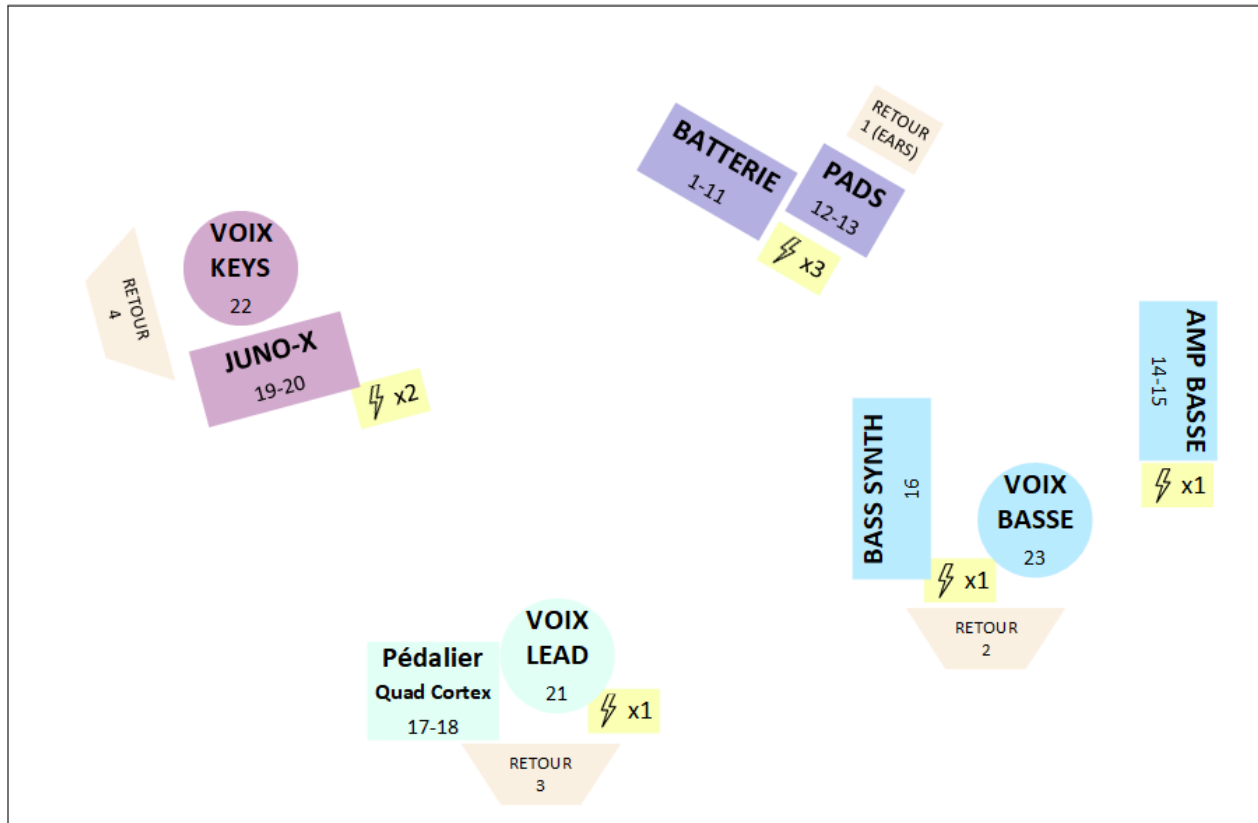 RETOUR
1 (EARS)
BATTERIE
1-11
PADS
12-13
x3
VOIX
KEYS
22
RETOUR
4
JUNO-X
19-20
x2
AMP BASSE
14-15
x1
BASS SYNTH
16
VOIX
BASSE
23
x1
RETOUR
2
VOIX
LEAD
21
Pédalier
Quad Cortex
17-18
x1
RETOUR
3